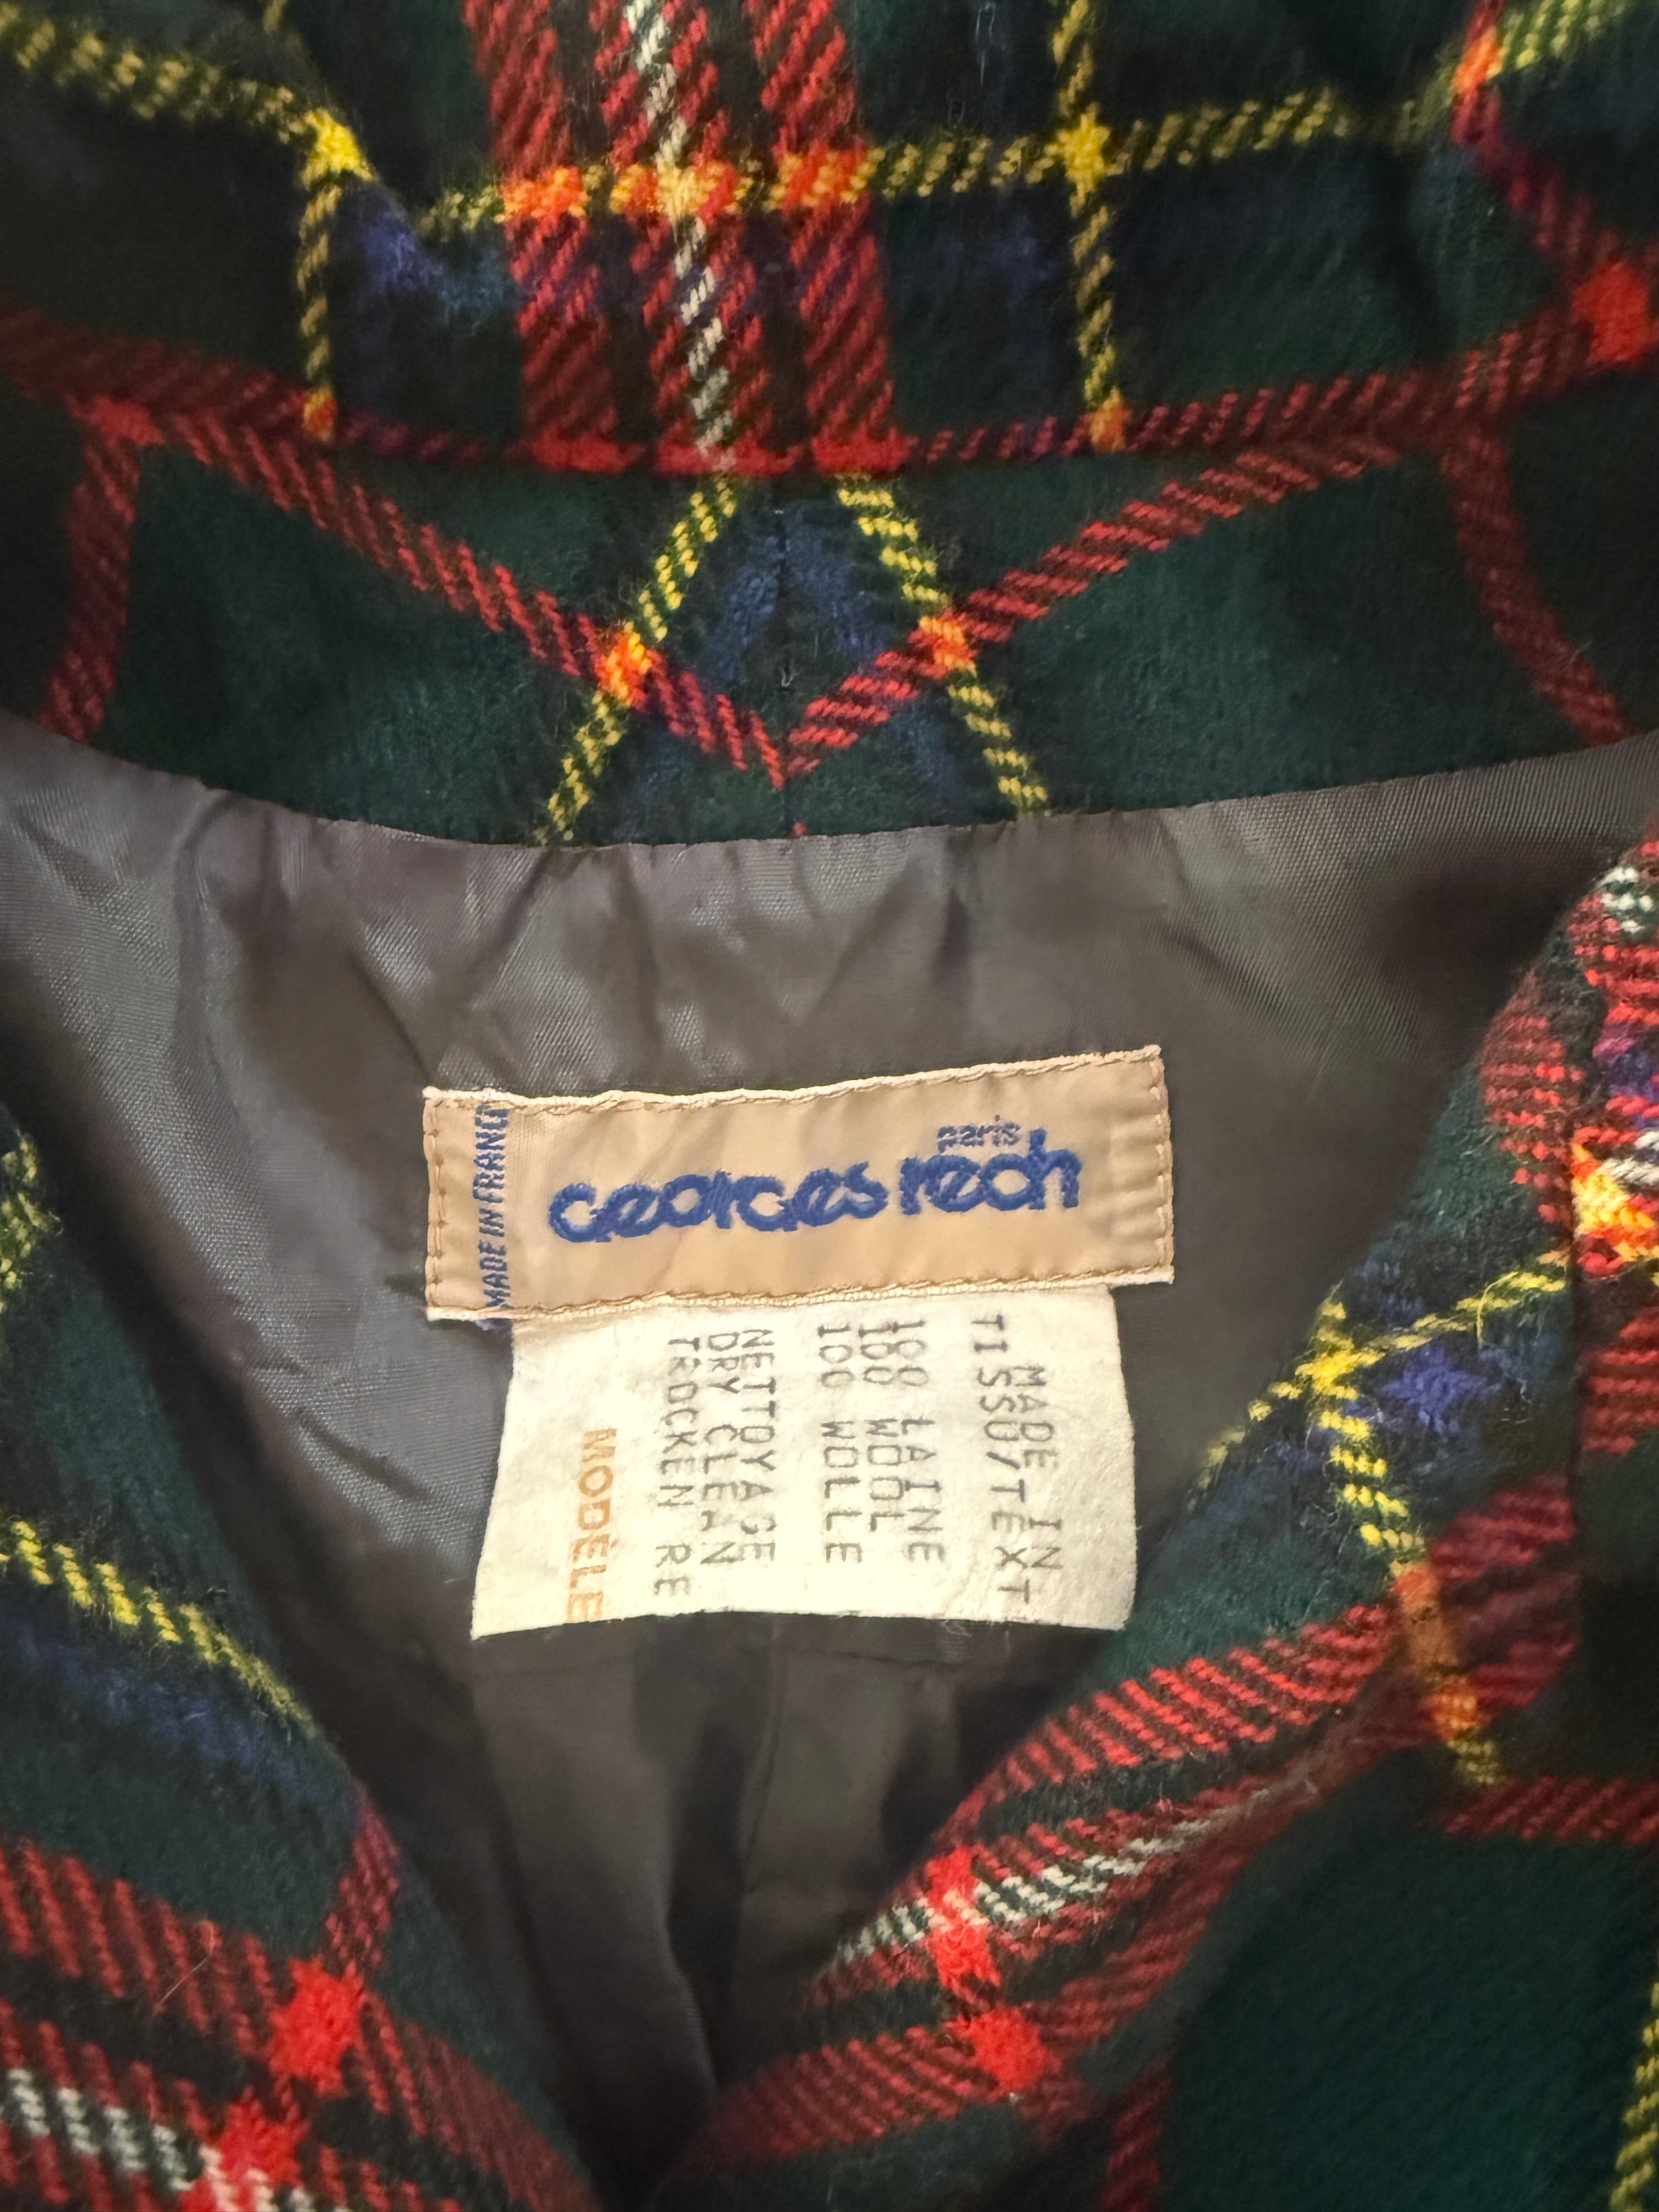 MADE IN FRANCE
paris
georges rech
MADE IN
TISSU/TEXT
100 LAINE
100 WOOL
100 WOLLE
NETTOYAGE
DRY CLEAN
TROCKEN RE
MODÈLE